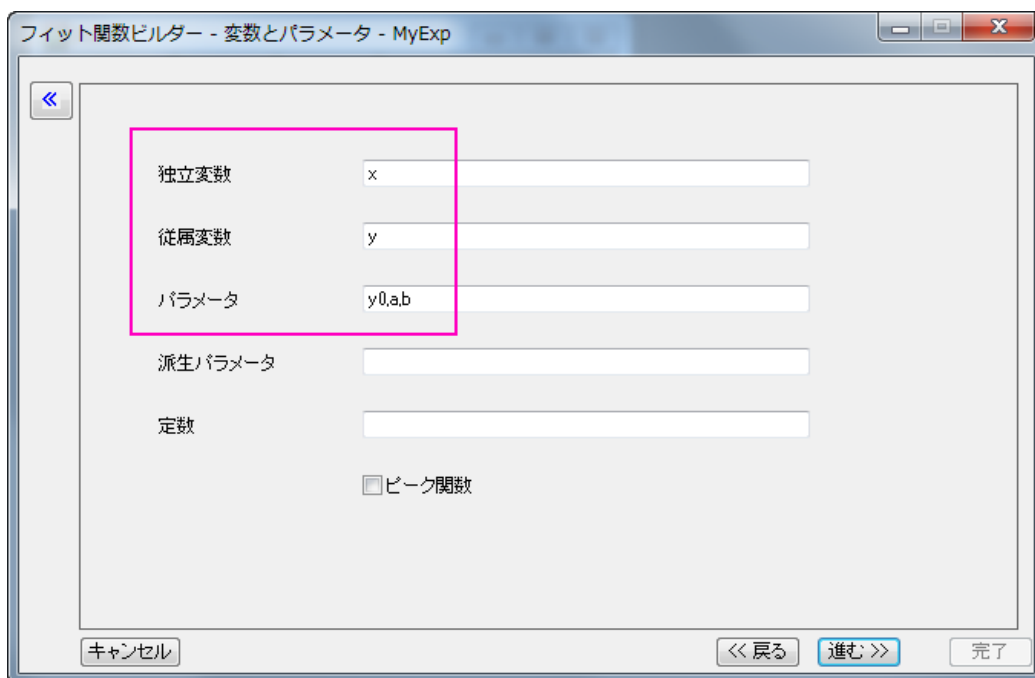 フィット関数ビルダー - 変数とパラメータ - MyExp
独立変数 x
従属変数 y
パラメータ y0,a,b
派生パラメータ
定数
ピーク関数
キャンセル << 戻る 進む >> 完了